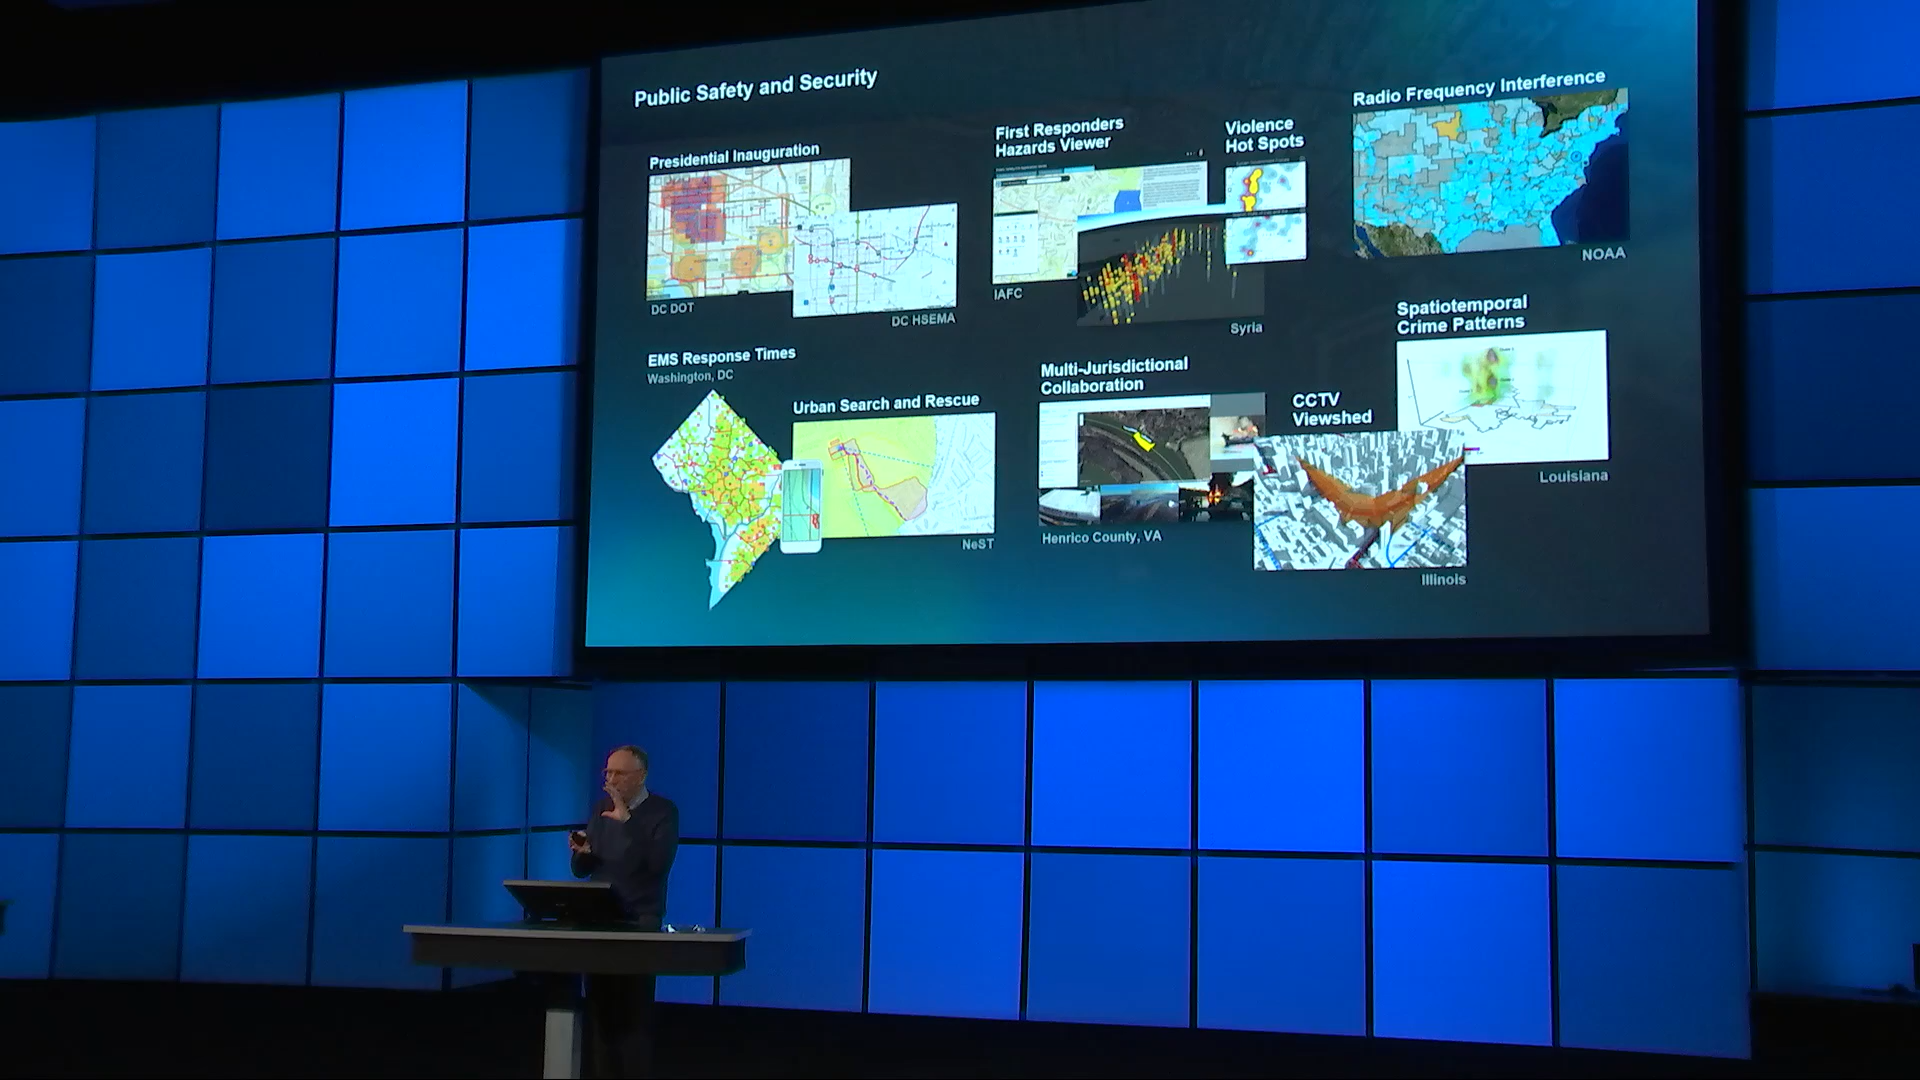 Public Safety and Security
Presidential Inauguration
DC DOT
DC HSEMA
First Responders
Hazards Viewer
IAFC
Syria
Violence
Hot Spots
Radio Frequency Interference
NOAA
EMS Response Times
Washington, DC
Urban Search and Rescue
NeST
Multi-Jurisdictional
Collaboration
Henrico County, VA
CCTV
Viewshed
Illinois
Spatiotemporal
Crime Patterns
Louisiana